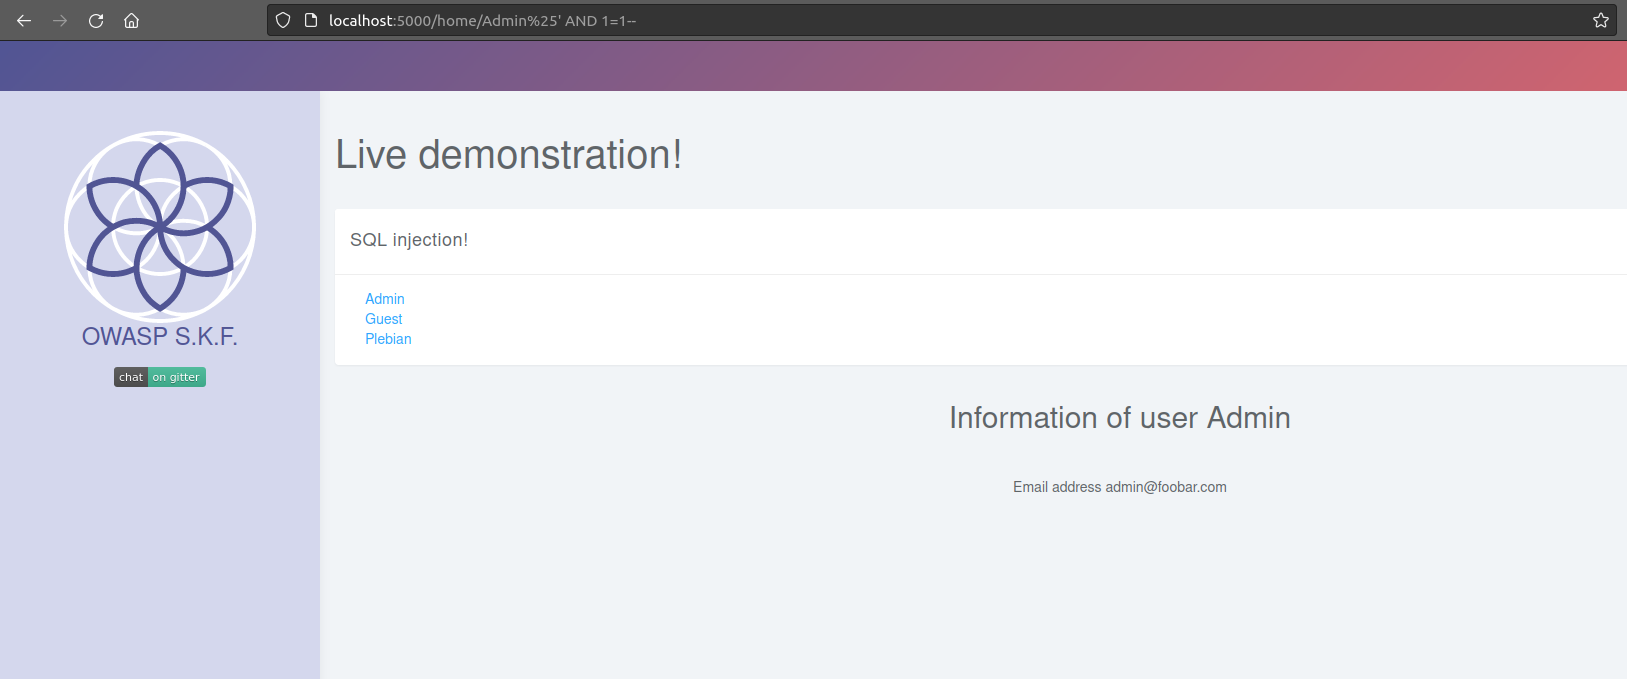 localhost:5000/home/Admin%25' AND 1=1--
OWASP S.K.F.
chat on gitter
Live demonstration!
SQL injection!
Admin
Guest
Plebian
Information of user Admin
Email address admin@foobar.com